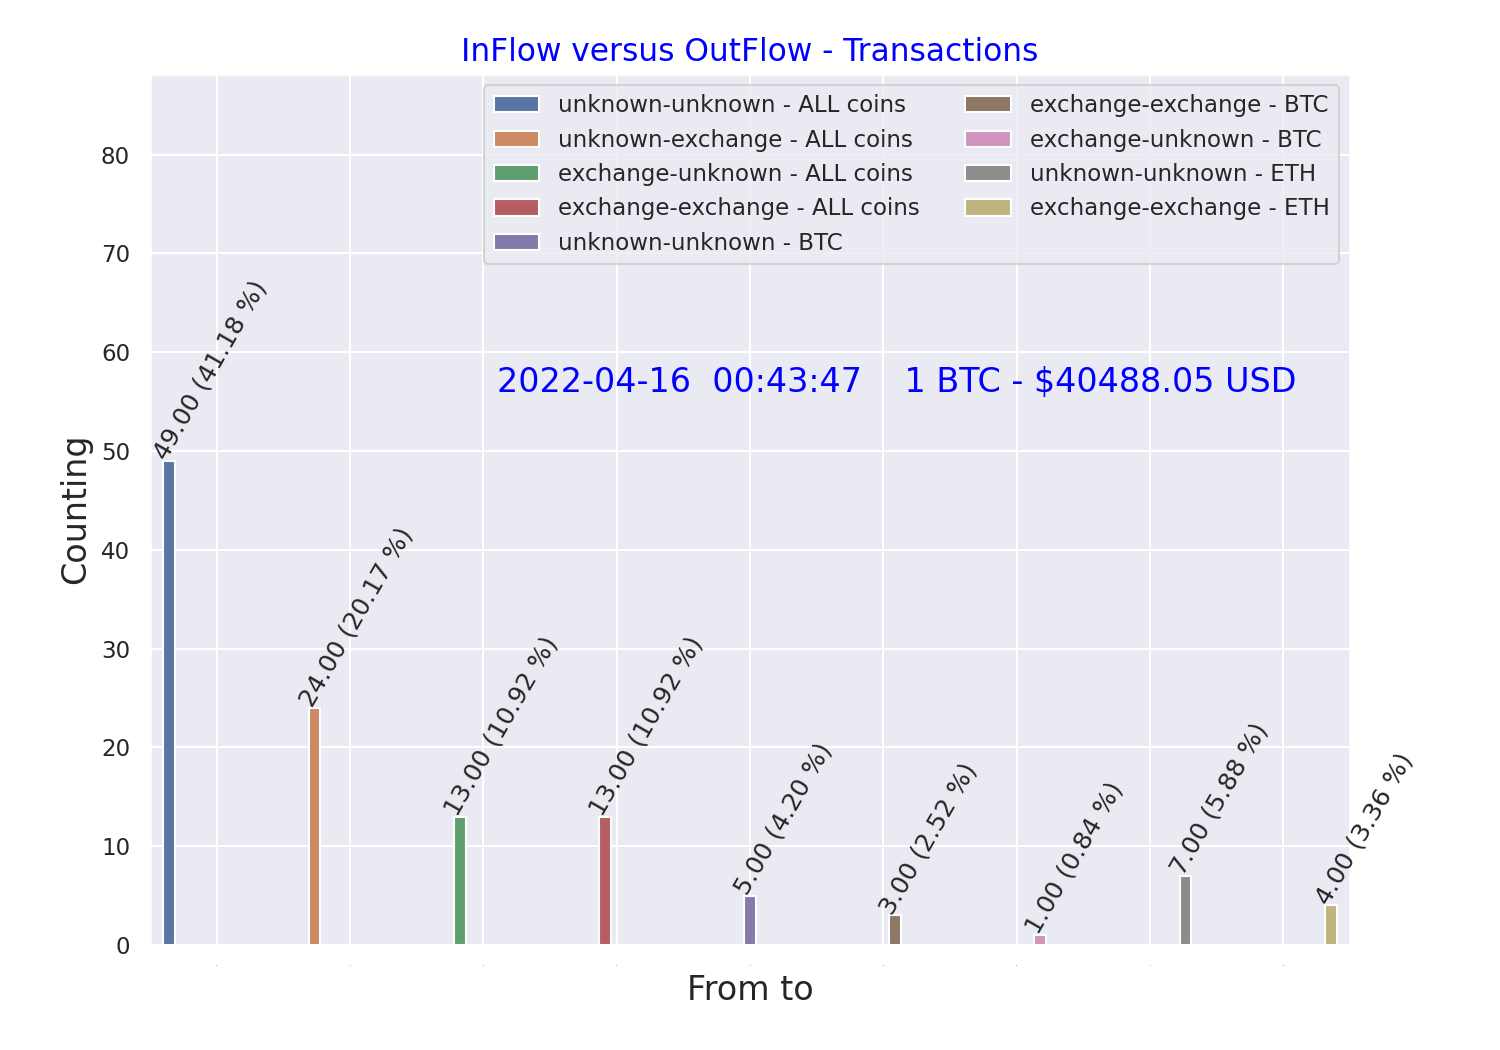 InFlow versus OutFlow - Transactions
unknown-unknown - ALL coins
unknown-exchange - ALL coins
exchange-unknown - ALL coins
exchange-exchange - ALL coins
unknown-unknown - BTC
exchange-exchange - BTC
exchange-unknown - BTC
unknown-unknown - ETH
exchange-exchange - ETH
2022-04-16  00:43:47    1 BTC - $40488.05 USD
Counting
80
70
60
50
40
30
20
10
0
49.00 (41.18 %)
24.00 (20.17 %)
13.00 (10.92 %)
13.00 (10.92 %)
5.00 (4.20 %)
3.00 (2.52 %)
1.00 (0.84 %)
7.00 (5.88 %)
4.00 (3.36 %)
From to